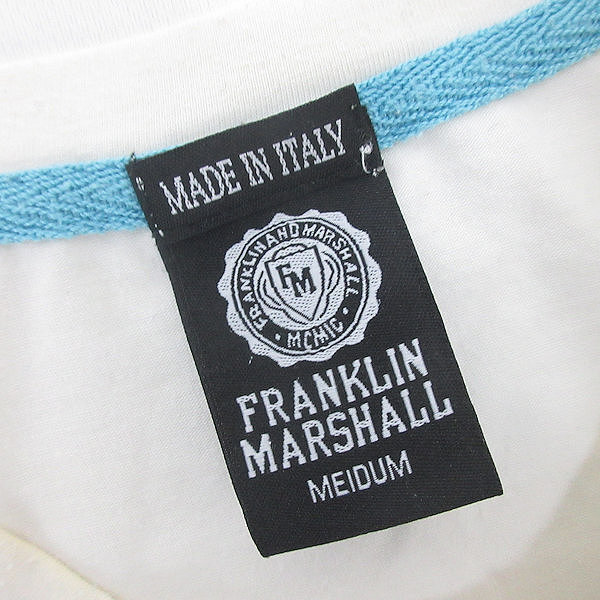 MADE IN ITALY
FRANKLIN AND MARSHALL
FM
MCMIC
FRANKLIN
MARSHALL
MEIDUM